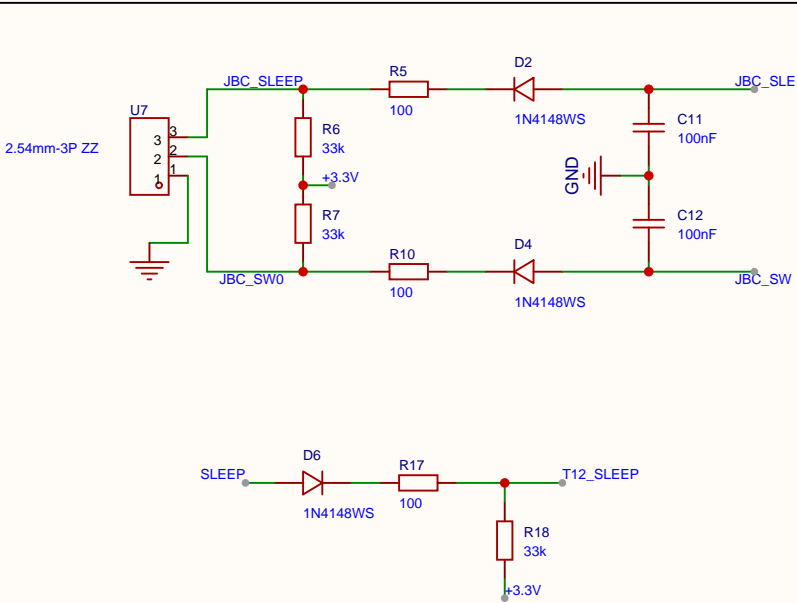 D2
R5
JBC_SLEEP
JBC_SLE
U7
100
1N4148WS
C11
100nF
3
3
R6
33k
2.54mm-3P ZZ
2
2
1
1
+3.3V
GND
R7
33k
C12
100nF
R10
D4
JBC_SW0
JBC_SW
100
1N4148WS
D6
R17
SLEEP
T12_SLEEP
1N4148WS
100
R18
33k
+3.3V